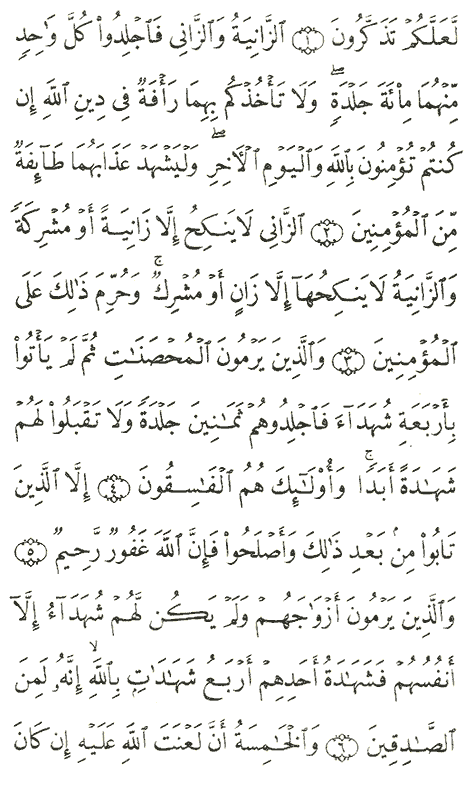 لَّعَلَّكُمْ تَذَكَّرُونَ ۝١ ٱلزَّانِيَةُ وَٱلزَّانِى فَٱجْلِدُوا۟ كُلَّ وَٰحِدٍۢ
مِّنْهُمَا مِا۟ئَةَ جَلْدَةٍۢ ۖ وَلَا تَأْخُذْكُم بِهِمَا رَأْفَةٌۭ فِى دِينِ ٱللَّهِ إِن
كُنتُمْ تُؤْمِنُونَ بِٱللَّهِ وَٱلْيَوْمِ ٱلْءَاخِرِ ۖ وَلْيَشْهَدْ عَذَابَهُمَا طَآئِفَةٌۭ
مِّنَ ٱلْمُؤْمِنِينَ ۝٢ ٱلزَّانِى لَا يَنكِحُ إِلَّا زَانِيَةً أَوْ مُشْرِكَةًۭ
وَٱلزَّانِيَةُ لَا يَنكِحُهَآ إِلَّا زَانٍ أَوْ مُشْرِكٌۭ ۚ وَحُرِّمَ ذَٰلِكَ عَلَى
ٱلْمُؤْمِنِينَ ۝٣ وَٱلَّذِينَ يَرْمُونَ ٱلْمُحْصَنَـٰتِ ثُمَّ لَمْ يَأْتُوا۟
بِأَرْبَعَةِ شُهَدَآءَ فَٱجْلِدُوهُمْ ثَمَـٰنِينَ جَلْدَةًۭ وَلَا تَقْبَلُوا۟ لَهُمْ
شَهَـٰدَةً أَبَدًۭا ۚ وَأُو۟لَـٰٓئِكَ هُمُ ٱلْفَـٰسِقُونَ ۝٤ إِلَّا ٱلَّذِينَ
تَابُوا۟ مِنۢ بَعْدِ ذَٰلِكَ وَأَصْلَحُوا۟ فَإِنَّ ٱللَّهَ غَفُورٌۭ رَّحِيمٌۭ ۝٥
وَٱلَّذِينَ يَرْمُونَ أَزْوَٰجَهُمْ وَلَمْ يَكُن لَّهُمْ شُهَدَآءُ إِلَّآ
أَنفُسُهُمْ فَشَهَـٰدَةُ أَحَدِهِمْ أَرْبَعُ شَهَـٰدَٰتٍۭ بِٱللَّهِ ۙ إِنَّهُۥ لَمِنَ
ٱلصَّـٰدِقِينَ ۝٦ وَٱلْخَـٰمِسَةُ أَنَّ لَعْنَتَ ٱللَّهِ عَلَيْهِ إِن كَانَ